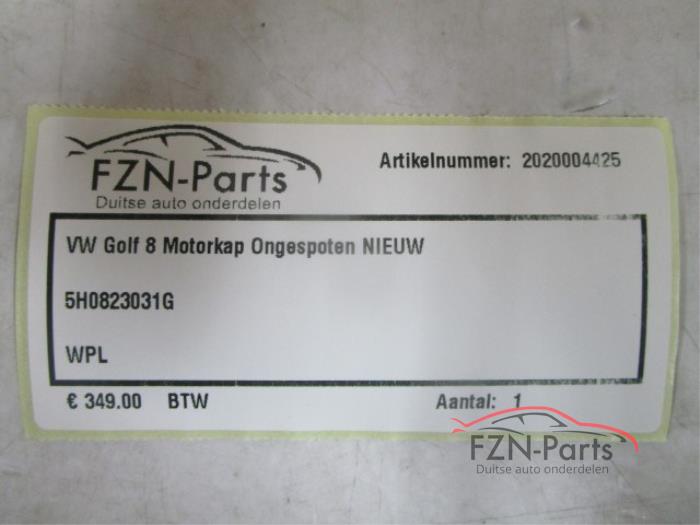 FZN-Parts
Duitse auto onderdelen
Artikelnummer: 2020004425
VW Golf 8 Motorkap Ongespoten NIEUW
5H0823031G
WPL
€ 349.00 BTW
Aantal: 1
FZN-Parts
Duitse auto onderdelen